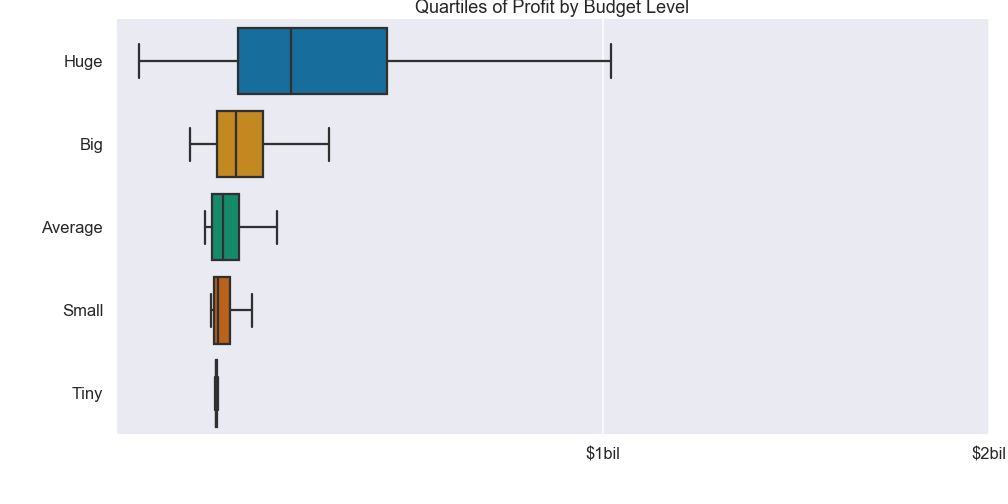 Quartiles of Profit by Budget Level
Huge
Big
Average
Small
Tiny
$1bil
$2bil